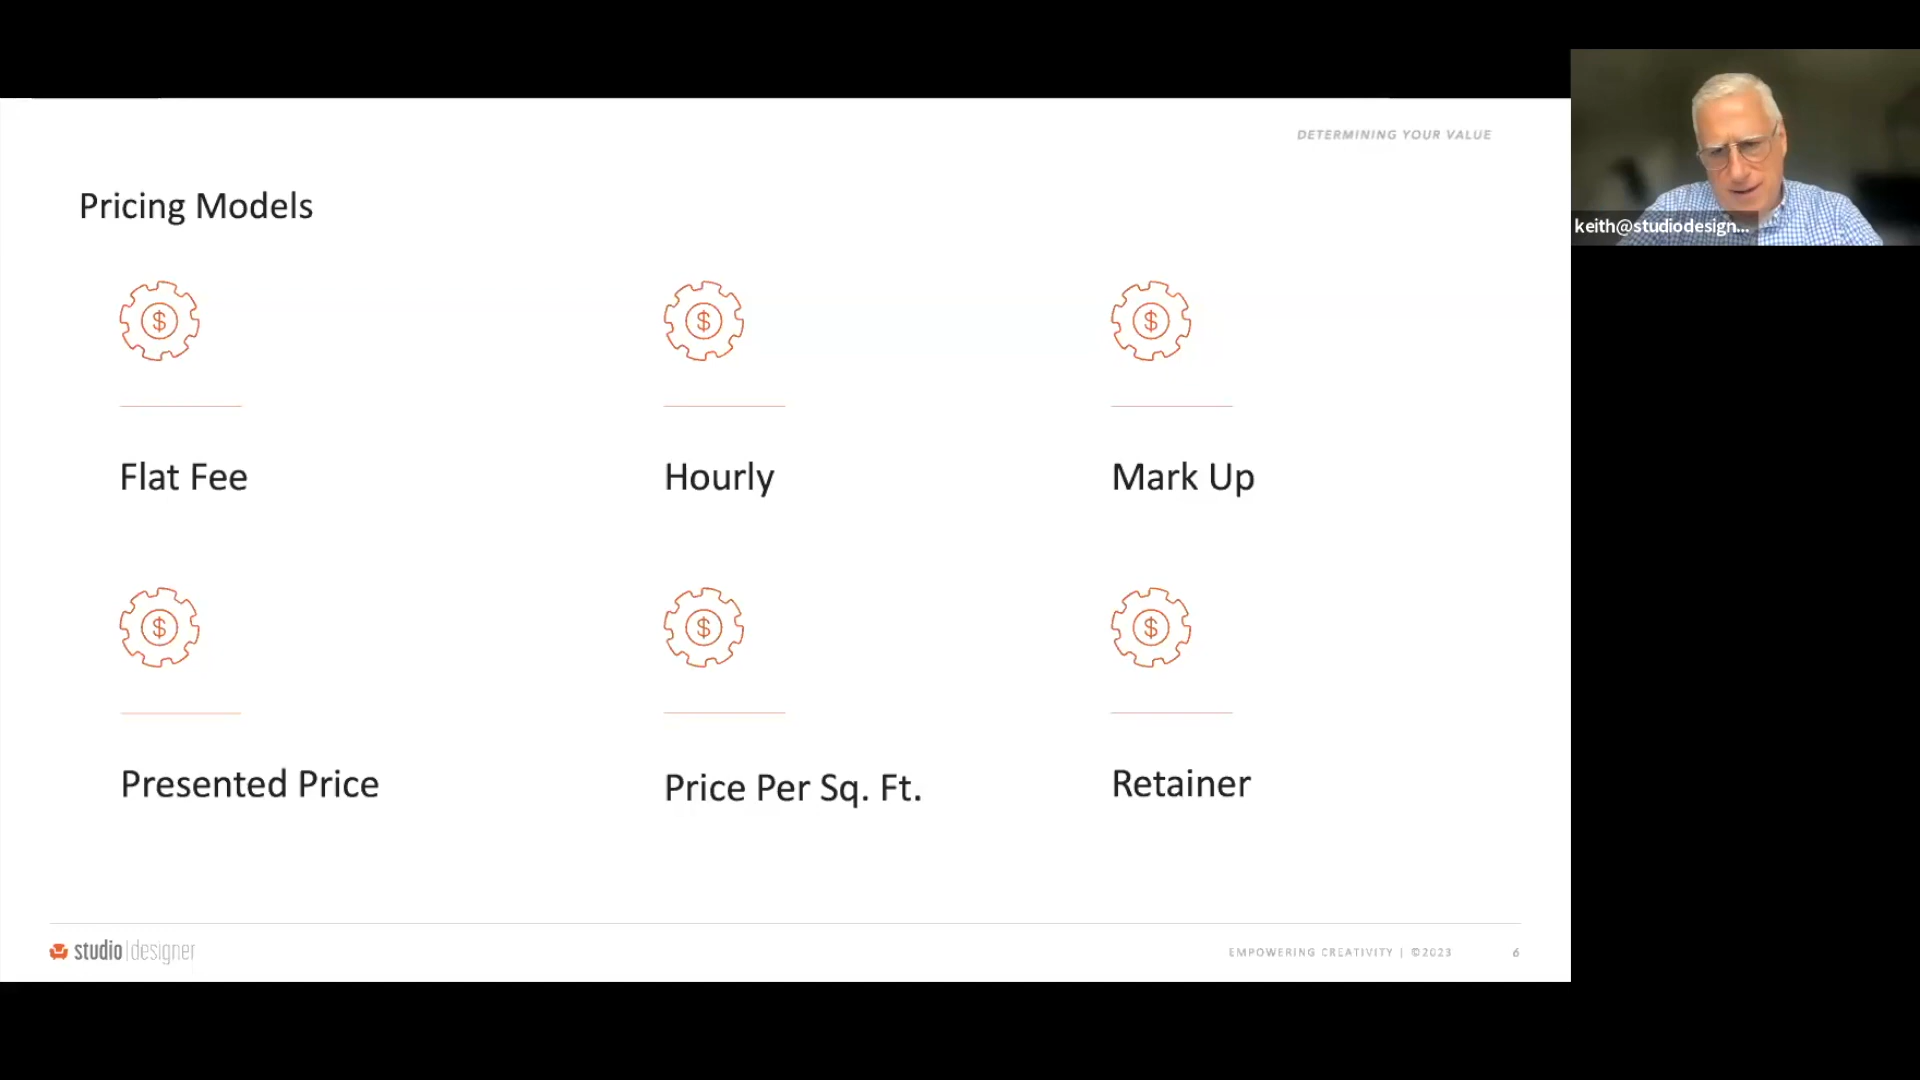 DETERMINING YOUR VALUE
keith@studiodesign...
Pricing Models
$ $ $
Flat Fee Hourly Mark Up
$ $ $
Presented Price Price Per Sq. Ft. Retainer
studio|designer
EMPOWERING CREATIVITY | ©2023 6